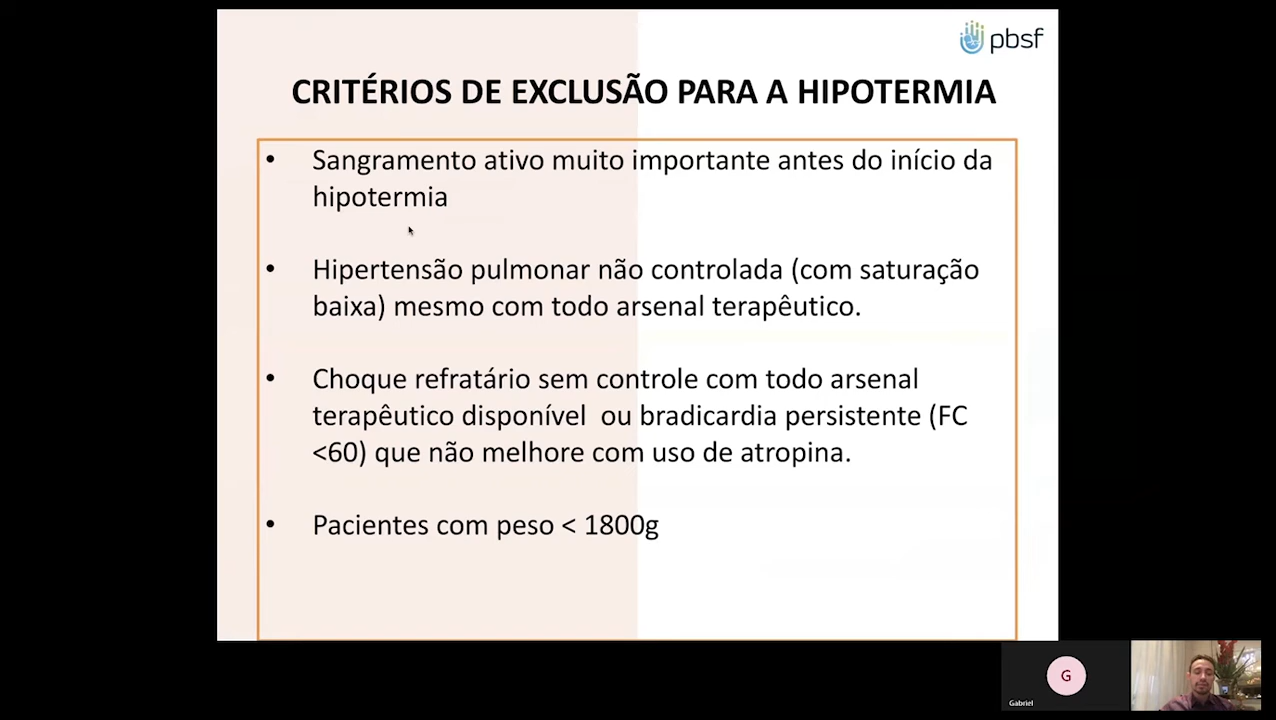 pbsf
CRITÉRIOS DE EXCLUSÃO PARA A HIPOTERMIA
• Sangramento ativo muito importante antes do início da
hipotermia
• Hipertensão pulmonar não controlada (com saturação
baixa) mesmo com todo arsenal terapêutico.
• Choque refratário sem controle com todo arsenal
terapêutico disponível  ou bradicardia persistente (FC
<60) que não melhore com uso de atropina.
• Pacientes com peso < 1800g
G
Gabriel